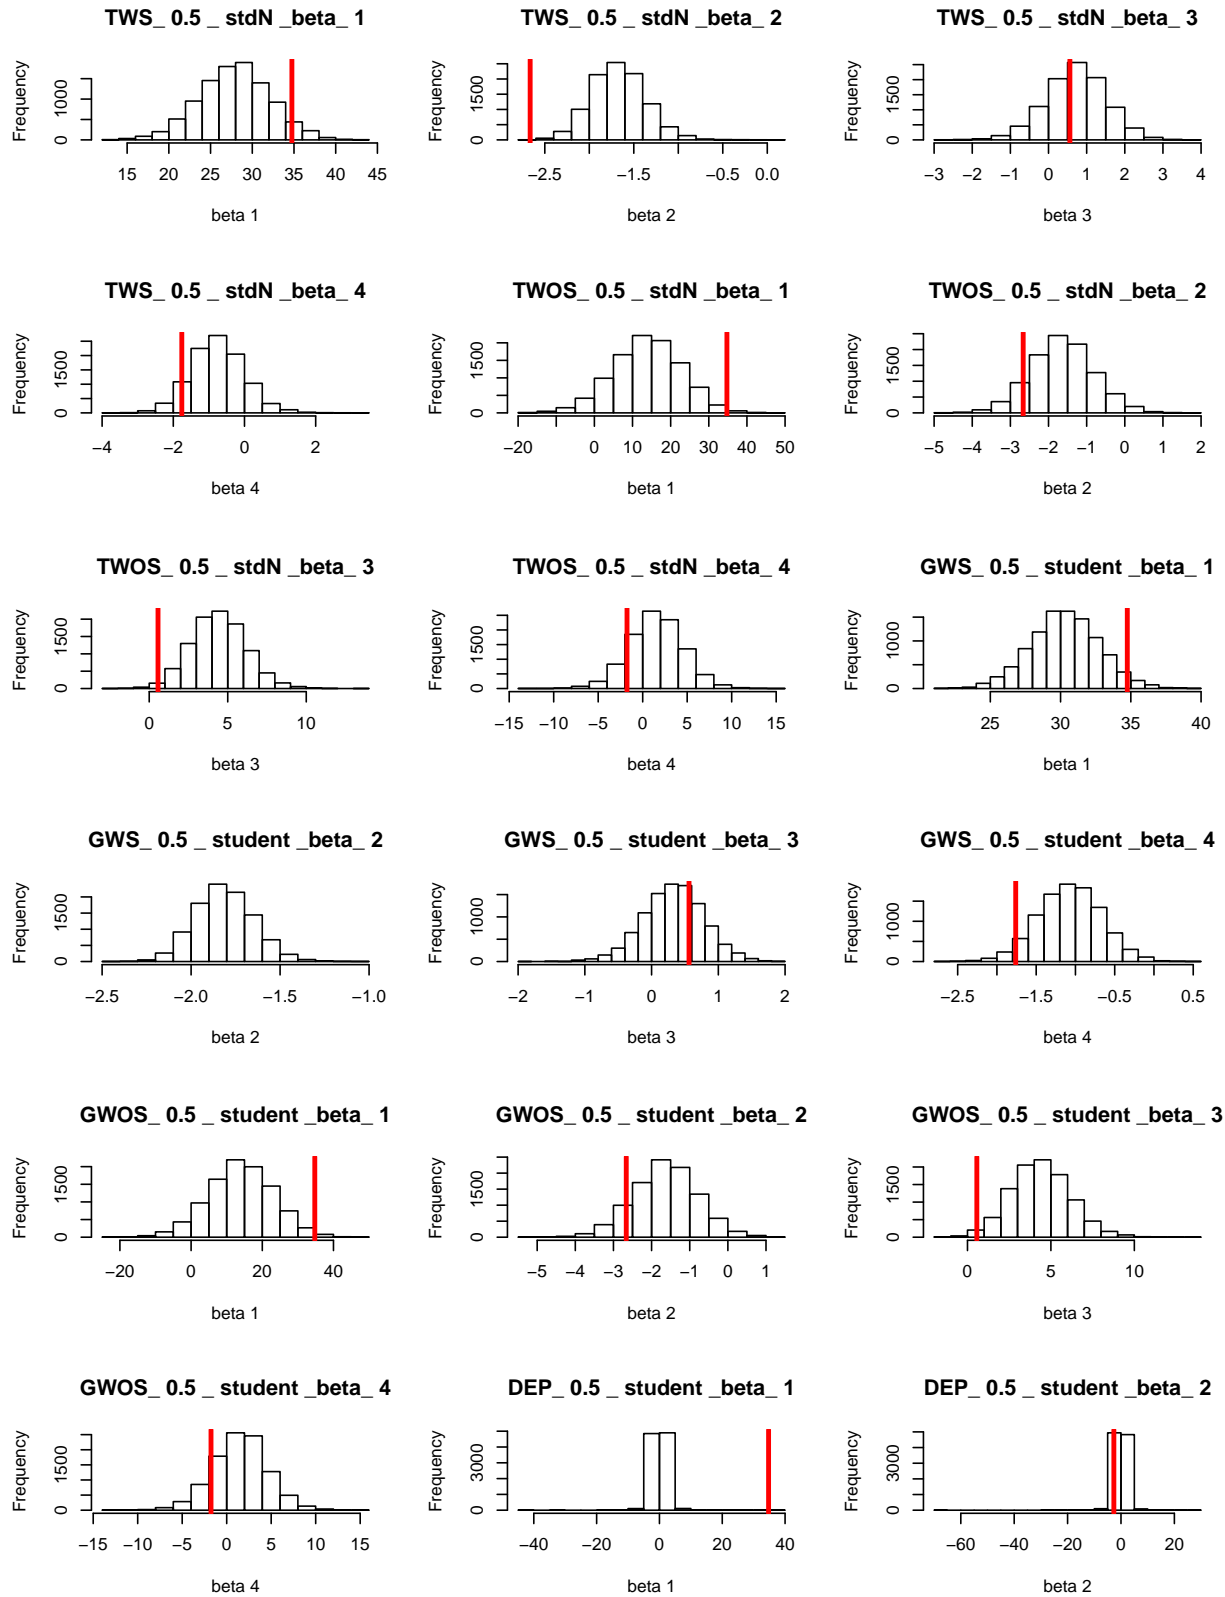 TWS_ 0.5 _ stdN _beta_ 1
Frequency
0 1000
15 20 25 30 35 40 45
beta 1
TWS_ 0.5 _ stdN _beta_ 2
Frequency
0 1500
−2.5 −1.5 −0.5 0.0
beta 2
TWS_ 0.5 _ stdN _beta_ 3
Frequency
0 1500
−3 −2 −1 0 1 2 3 4
beta 3
TWS_ 0.5 _ stdN _beta_ 4
Frequency
0 1500
−4 −2 0 2
beta 4
TWOS_ 0.5 _ stdN _beta_ 1
Frequency
0 1500
−20 0 10 20 30 40 50
beta 1
TWOS_ 0.5 _ stdN _beta_ 2
Frequency
0 1500
−5 −4 −3 −2 −1 0 1 2
beta 2
TWOS_ 0.5 _ stdN _beta_ 3
Frequency
0 1500
0 5 10
beta 3
TWOS_ 0.5 _ stdN _beta_ 4
Frequency
0 1500
−15 −10 −5 0 5 10 15
beta 4
GWS_ 0.5 _ student _beta_ 1
Frequency
0 1000
25 30 35 40
beta 1
GWS_ 0.5 _ student _beta_ 2
Frequency
0 1500
−2.5 −2.0 −1.5 −1.0
beta 2
GWS_ 0.5 _ student _beta_ 3
Frequency
0 1000
−2 −1 0 1 2
beta 3
GWS_ 0.5 _ student _beta_ 4
Frequency
0 1000
−2.5 −1.5 −0.5 0.5
beta 4
GWOS_ 0.5 _ student _beta_ 1
Frequency
0 1500
−20 0 20 40
beta 1
GWOS_ 0.5 _ student _beta_ 2
Frequency
0 1500
−5 −4 −3 −2 −1 0 1
beta 2
GWOS_ 0.5 _ student _beta_ 3
Frequency
0 1500
0 5 10
beta 3
GWOS_ 0.5 _ student _beta_ 4
Frequency
0 1500
−15 −10 −5 0 5 10 15
beta 4
DEP_ 0.5 _ student _beta_ 1
Frequency
0 3000
−40 −20 0 20 40
beta 1
DEP_ 0.5 _ student _beta_ 2
Frequency
0 3000
−60 −40 −20 0 20
beta 2